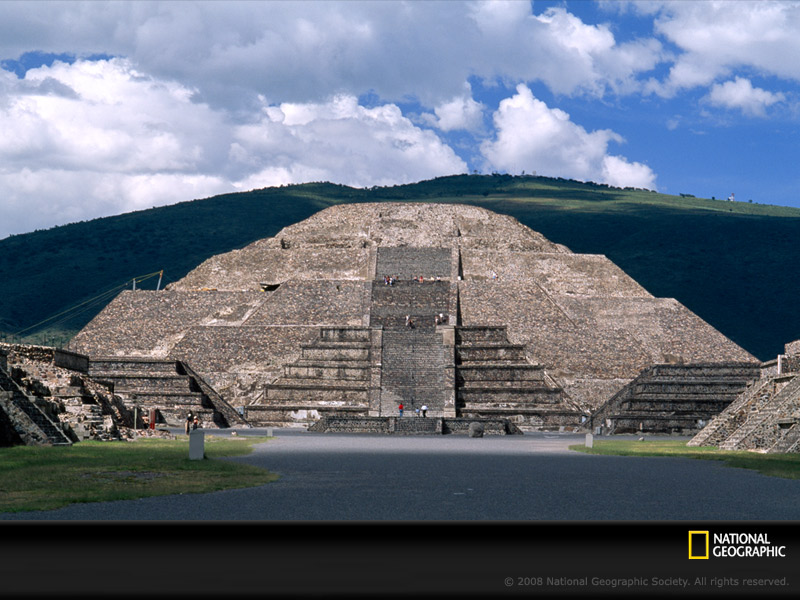 NATIONAL
GEOGRAPHIC
© 2008 National Geographic Society. All rights reserved.